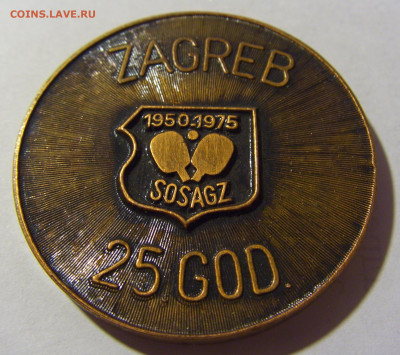 COINS.LAVE.RU
ZAGREB
1950-1975
SOSAGZ
25 GOD.